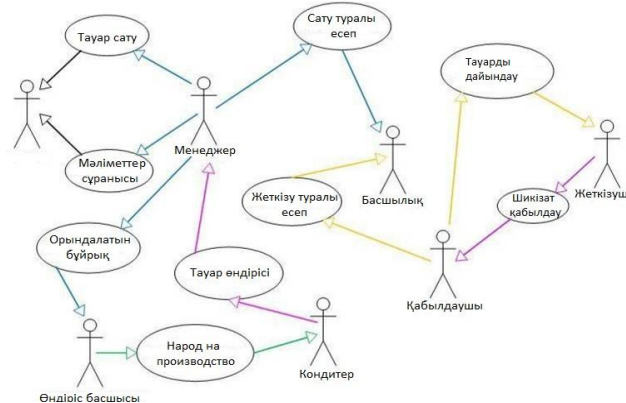 Тауар сату
Сату туралы
есеп
Тауарды
дайындау
Менеджер
Мәліметтер
сұранысы
Басшылық
Жеткізуш
Жеткізу туралы
есеп
Шикізат
қабылдау
Орындалатын
бұйрық
Тауар өндірісі
Қабылдаушы
Народ на
производство
Кондитер
Өндіріс басшысы